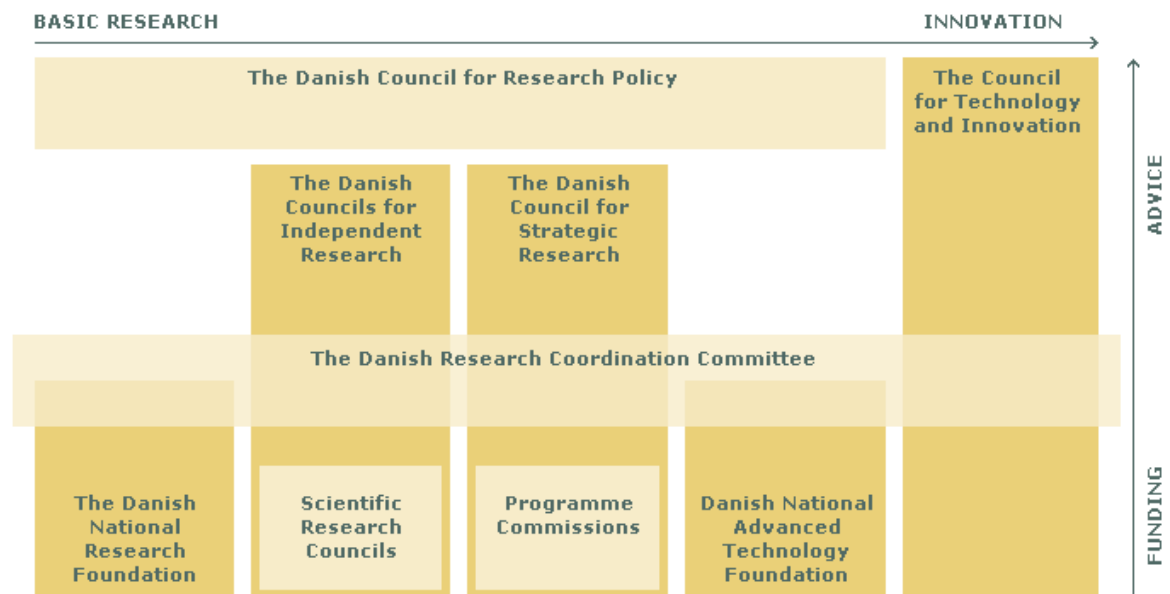 BASIC RESEARCH
INNOVATION
The Danish Council for Research Policy
The Council
for Technology
and Innovation
ADVICE
The Danish
Councils for
Independent
Research
The Danish
Council for
Strategic
Research
The Danish Research Coordination Committee
The Danish
National
Research
Foundation
Scientific
Research
Councils
Programme
Commissions
Danish National
Advanced
Technology
Foundation
FUNDING